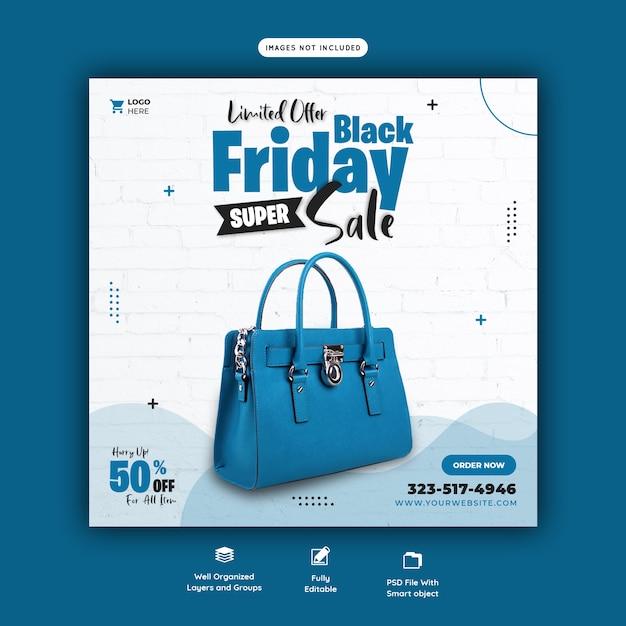 IMAGES NOT INCLUDED
LOGO
HERE
Limited Offer
Black
Friday
SUPER Sale
Hurry Up!
50% OFF
For All Item
ORDER NOW
323-517-4946
WWW.YOURWEBSITE.COM
Well Organized
Layers and Groups
Fully
Editable
PSD File With
Smart object